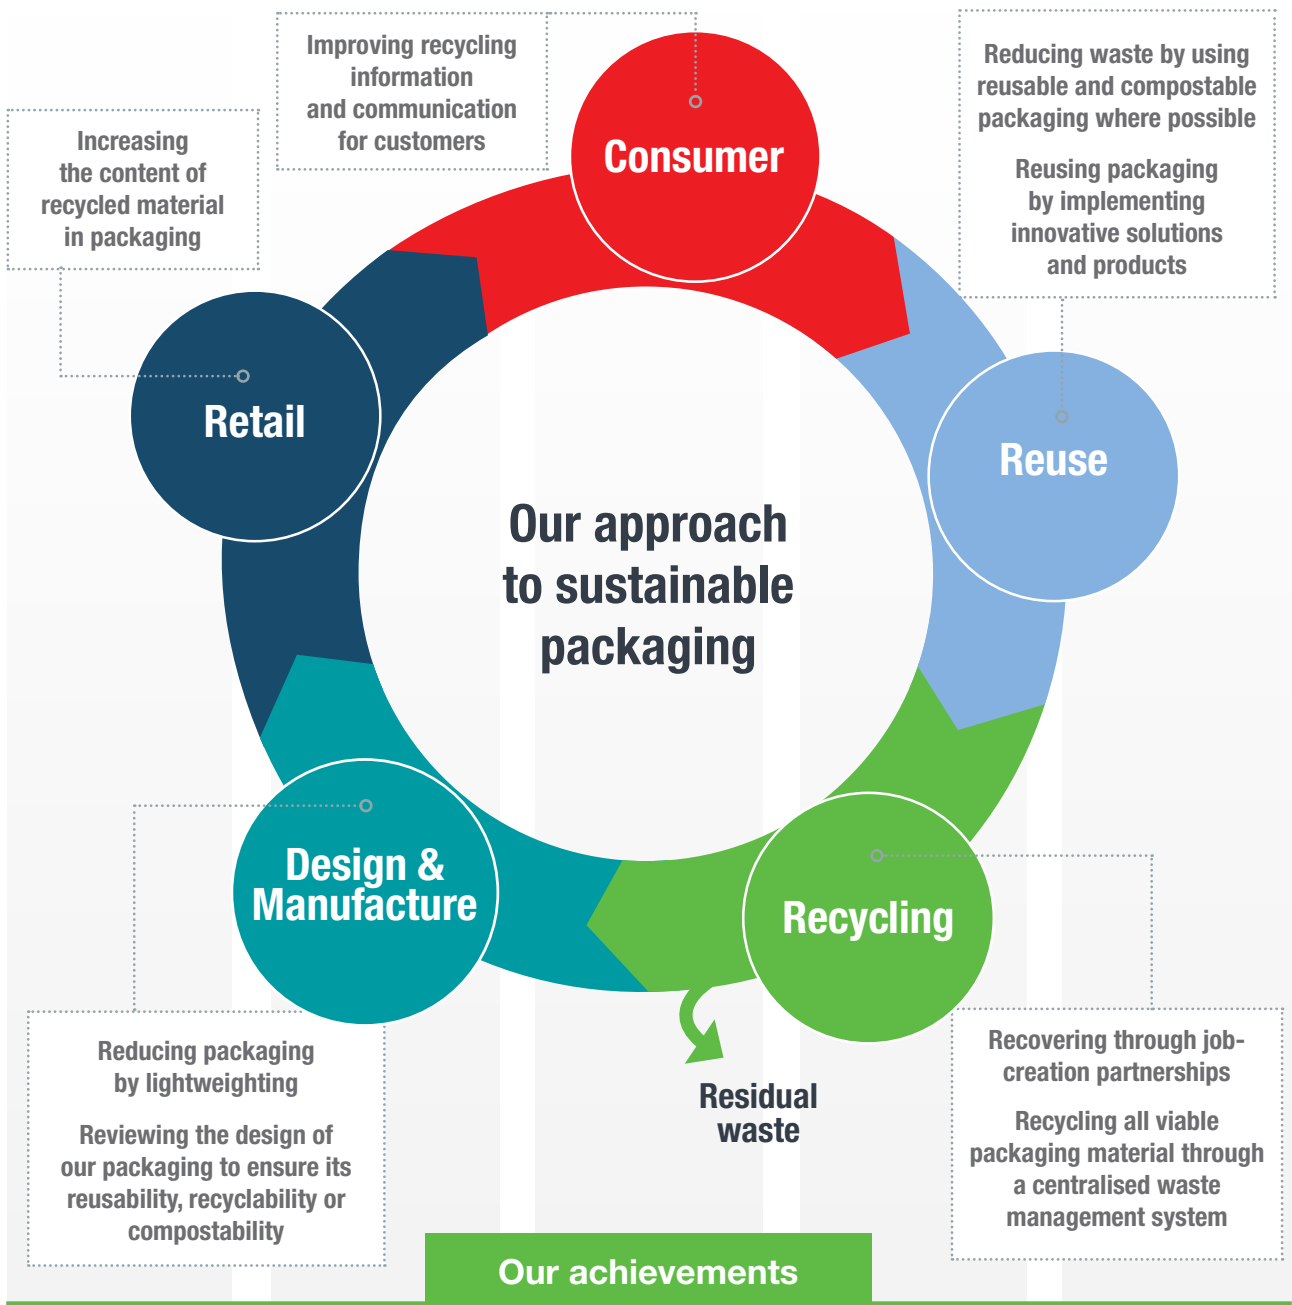 Improving recycling
information
and communication
for customers
Consumer
Reducing waste by using
reusable and compostable
packaging where possible
Reusing packaging
by implementing
innovative solutions
and products
Increasing
the content of
recycled material
in packaging
Retail
Reuse
Our approach
to sustainable
packaging
Design &
Manufacture
Recycling
Reducing packaging
by lightweighting
Reviewing the design of
our packaging to ensure its
reusability, recyclability or
compostability
Residual
waste
Recovering through job-
creation partnerships
Recycling all viable
packaging material through
a centralised waste
management system
Our achievements